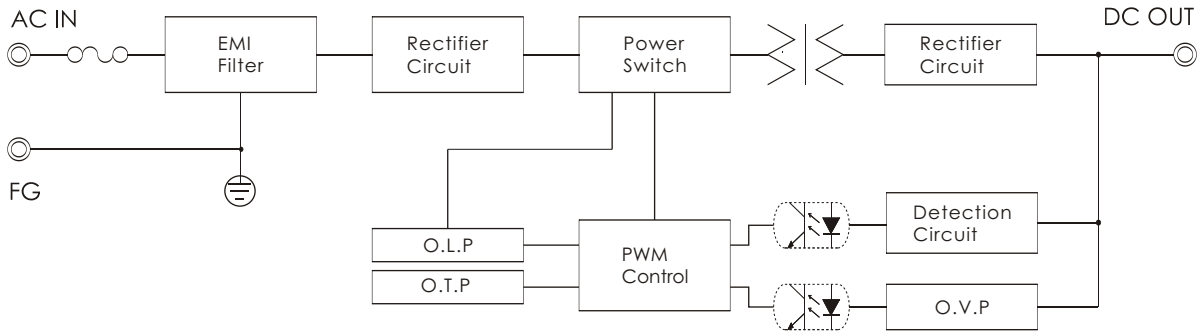 AC IN
DC OUT
EMI
Filter
Rectifier
Circuit
Power
Switch
Rectifier
Circuit
FG
Detection
Circuit
O.L.P
PWM
Control
O.T.P
O.V.P